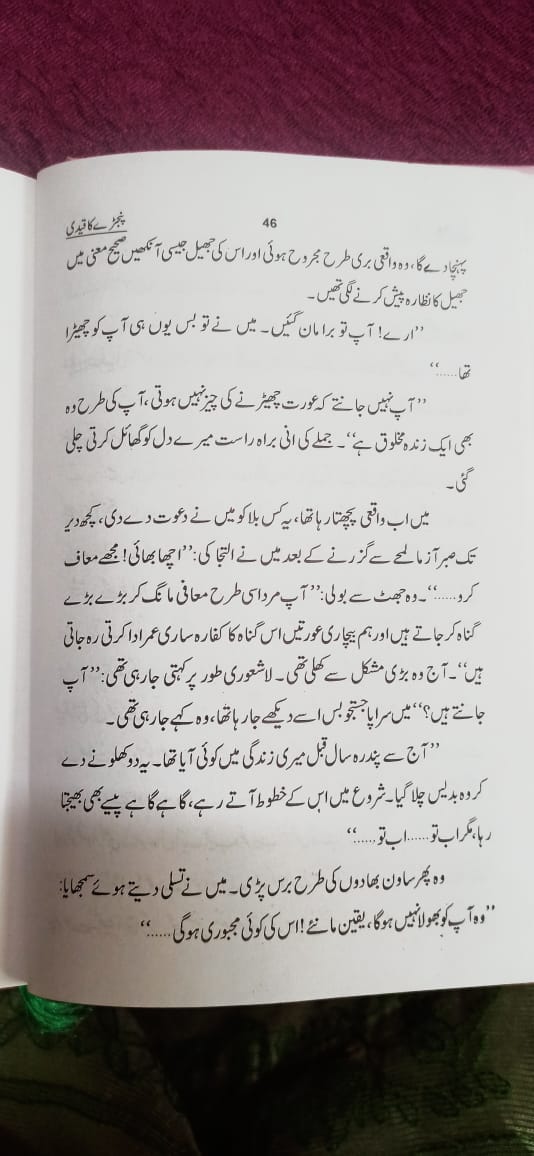 46
پنجڑے کا قیدی
پہنچادے گا، وہ واقعی بری طرح مجروح ہوئی اور اس کی جھیل جیسی آنکھیں صحیح معنی میں
جھیل کا نظارہ پیش کرنے لگی تھیں۔
’’ارے! آپ تو برا مان گئیں۔ میں نے تو بس یوں ہی آپ کو چھیڑا
تھا……‘‘
’’آپ نہیں جانتے کہ عورت چھیڑنے کی چیز نہیں ہوتی، آپ کی طرح وہ
بھی ایک زندہ مخلوق ہے‘‘۔ جملے کی انی براہ راست میرے دل کو گھائل کرتی چلی
گئی۔
میں اب واقعی پچھتا رہا تھا، یہ کس بلا کو میں نے دعوت دے دی، کچھ دیر
تک صبر آزما لمحے سے گزرنے کے بعد میں نے التجا کی: ’’اچھا بھائی! مجھے معاف
کرو……‘‘۔ وہ جھٹ سے بولی: ’’آپ مرد اسی طرح معافی مانگ کر بڑے بڑے
گناہ کر جاتے ہیں اور ہم بیچاری عورتیں اس گناہ کا کفارہ ساری عمر ادا کرتی رہ جاتی
ہیں‘‘۔ آج وہ بڑی مشکل سے کھلی تھی۔ لاشعوری طور پر کہتی جارہی تھی: ’’آپ
جانتے ہیں؟‘‘ میں سراپا جستجو بس اسے دیکھے جارہا تھا، وہ کہے جارہی تھی۔
’’آج سے پندرہ سال قبل میری زندگی میں کوئی آیا تھا۔ یہ دو کھلونے دے
کر وہ بدیس چلا گیا۔ شروع میں اس کے خطوط آتے رہے، گاہے گاہے پیسے بھی بھیجتا
رہا، مگر اب تو……اب تو……‘‘
وہ پھر ساون بھادوں کی طرح برس پڑی۔ میں نے تسلی دیتے ہوئے سمجھایا:
’’وہ آپ کو بھولا نہیں ہوگا، یقین مانئے! اس کی کوئی مجبوری ہوگی……‘‘